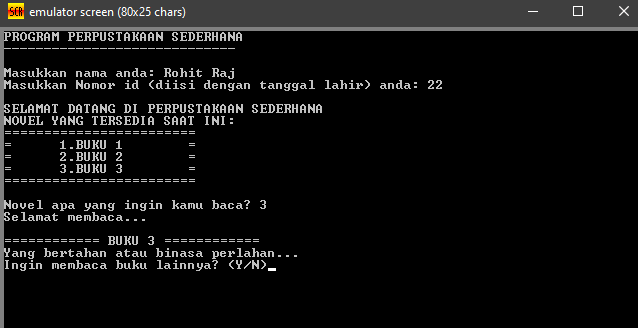 emulator screen (80x25 chars)
PROGRAM PERPUSTAKAAN SEDERHANA
-----------------------------
Masukkan nama anda: Rohit Raj
Masukkan Nomor id (diisi dengan tanggal lahir) anda: 22
SELAMAT DATANG DI PERPUSTAKAAN SEDERHANA
NOVEL YANG TERSEDIA SAAT INI:
========================
=      1.BUKU 1        =
=      2.BUKU 2        =
=      3.BUKU 3        =
========================
Novel apa yang ingin kamu baca? 3
Selamat membaca...
============ BUKU 3 ============
Yang bertahan atau binasa perlahan...
Ingin membaca buku lainnya? (Y/N)